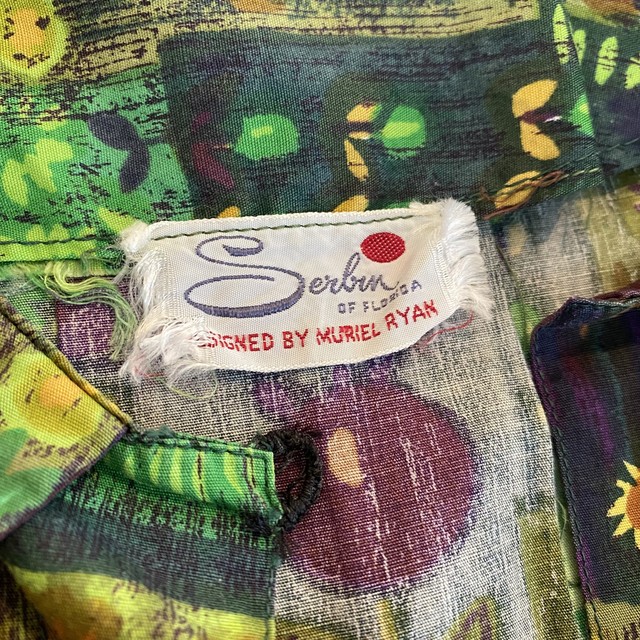 Serbin
OF FLORIDA
SIGNED BY MURIEL RYAN